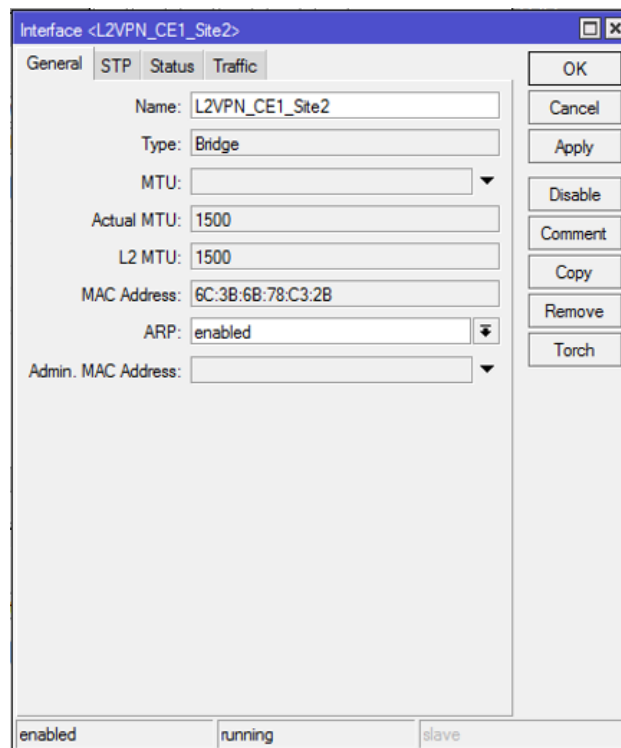 Interface <L2VPN_CE1_Site2>
General STP Status Traffic
Name: L2VPN_CE1_Site2
Type: Bridge
MTU:
Actual MTU: 1500
L2 MTU: 1500
MAC Address: 6C:3B:6B:78:C3:2B
ARP: enabled
Admin. MAC Address:
OK
Cancel
Apply
Disable
Comment
Copy
Remove
Torch
enabled running slave